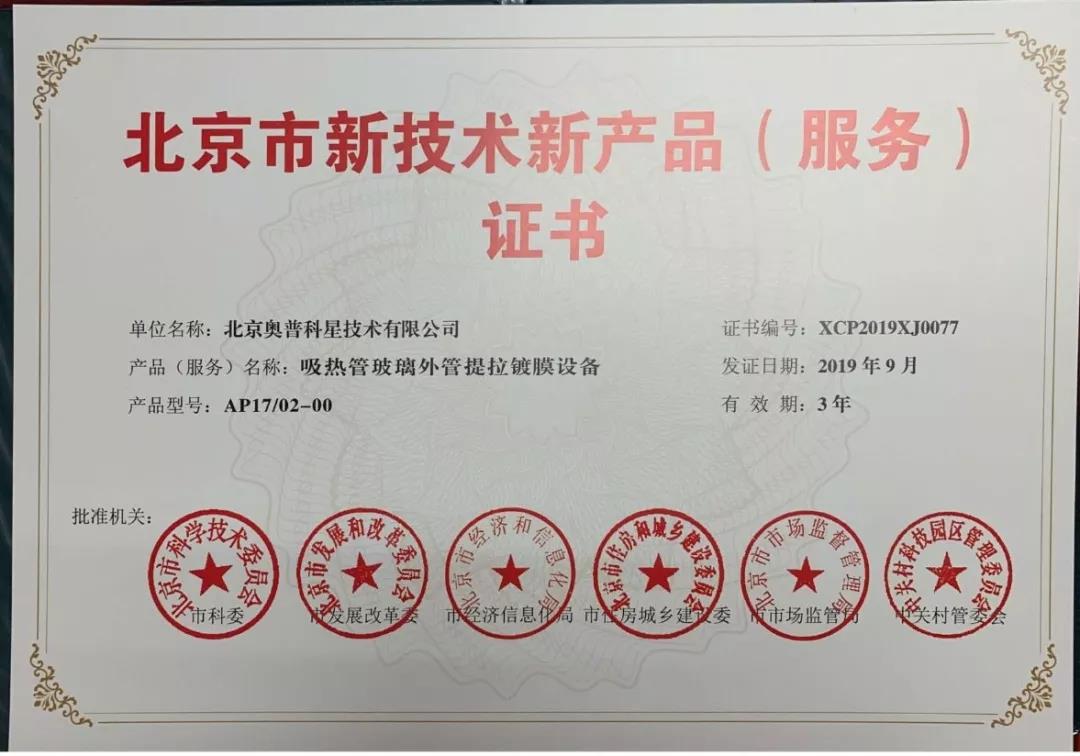 北京市新技术新产品（服务）
证书
单位名称：北京奥普科星技术有限公司
产品（服务）名称：吸热管玻璃外管提拉镀膜设备
产品型号：AP17/02-00
证书编号：XCP2019XJ0077
发证日期：2019年9月
有 效 期：3年
批准机关：
北京市科学技术委员会
市科委
北京市发展和改革委员会
市发展改革委
北京市经济和信息化局
市经济信息化局
北京市住房和城乡建设委员会
市住房城乡建设委
北京市市场监督管理局
市市场监管局
中关村科技园区管理委员会
中关村管委会